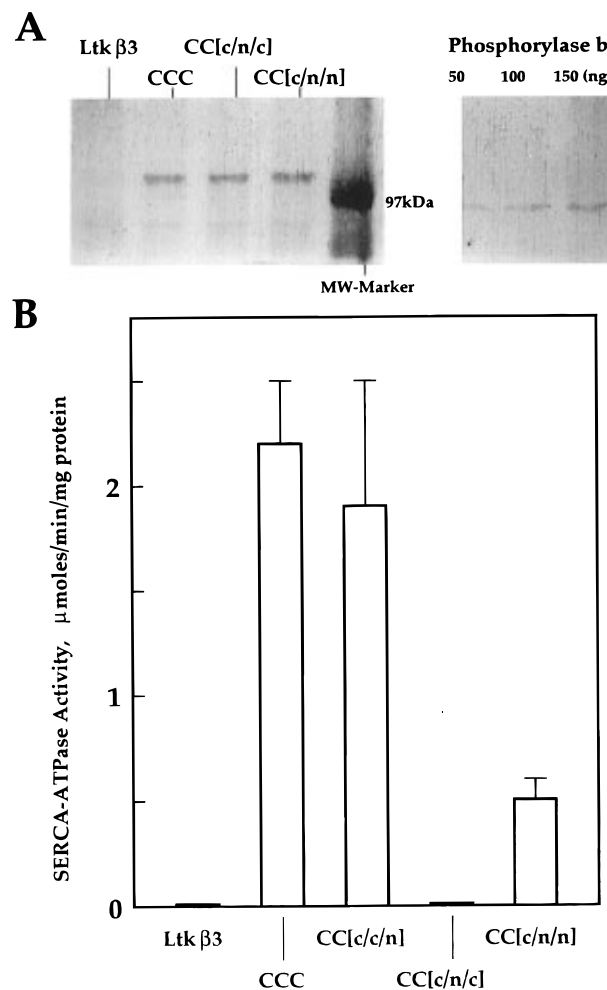 A
Ltk β3 CC[c/n/c]
CCC CC[c/n/n]
Phosphorylase b
50 100 150 (ng
97kDa
MW-Marker
B
SERCA-ATPase Activity, μmoles/min/mg protein
2
1
0
Ltk β3 CC[c/c/n] CC[c/n/n]
CCC CC[c/n/c]